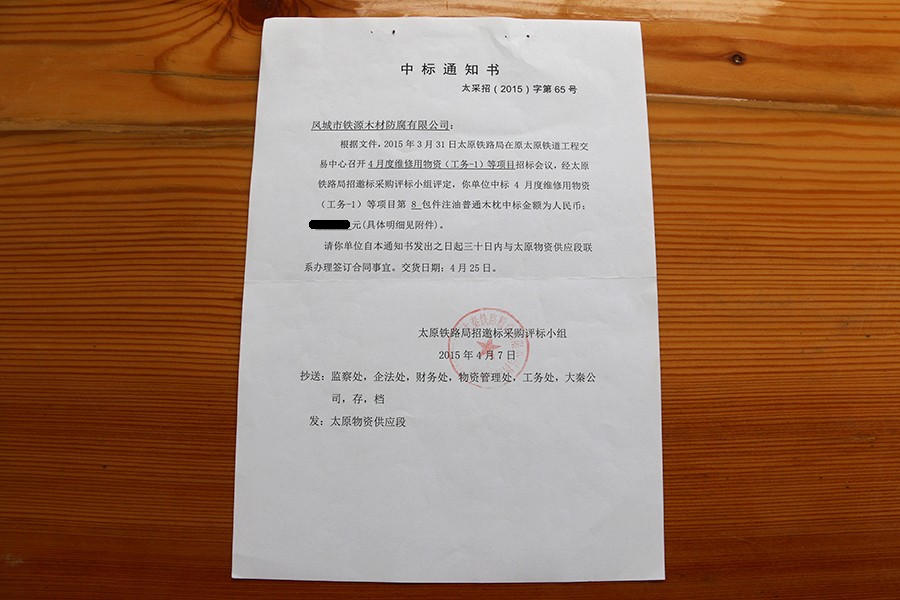 中标通知书
太采招（2015）字第65号
凤城市铁源木材防腐有限公司：
根据文件，2015年3月31日太原铁路局在原太原铁道工程交
易中心召开4月度维修用物资（工务-1）等项目招标会议，经太原
铁路局招邀标采购评标小组评定，你单位中标 4 月度维修用物资
（工务-1）等项目第 8 包件注油普通木枕中标金额为人民币：
元(具体明细见附件)。
请你单位自本通知书发出之日起三十日内与太原物资供应段联
系办理签订合同事宜。交货日期：4月25日。
太原铁路局招邀标采购评标小组
2015年4月7日
抄送：监察处，企法处，财务处，物资管理处，工务处，大秦公
司，存，档
发：太原物资供应段